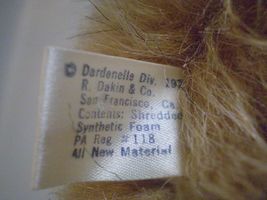 © Dardenelle Div. 197
R. Dakin & Co.
San Francisco, Ca.
Contents: Shredded
Synthetic Foam
PA Reg #118
All New Material